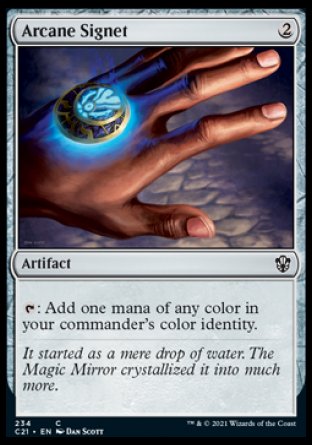 Arcane Signet 2
Artifact
: Add one mana of any color in
your commander's color identity.
It started as a mere drop of water. The
Magic Mirror crystallized it into much
more.
234 C
C21 • EN Dan Scott
™ & © 2021 Wizards of the Coast